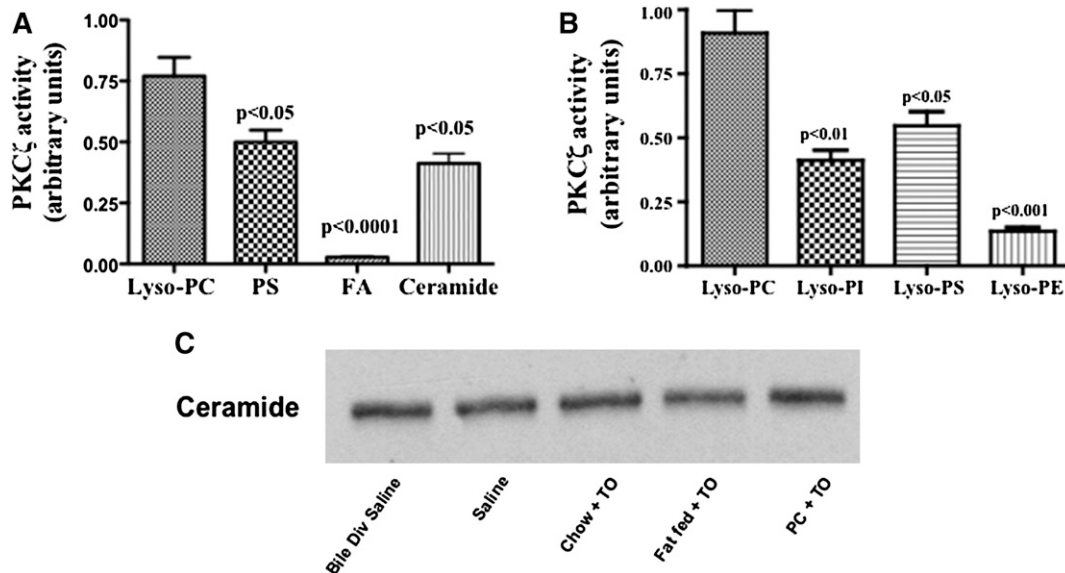 A
PKCζ activity
(arbitrary units)
1.00
0.75
0.50
0.25
0.00
p<0.05
p<0.0001
p<0.05
Lyso-PC PS FA Ceramide
B
PKCζ activity
(arbitrary units)
1.00
0.75
0.50
0.25
0.00
p<0.01
p<0.05
p<0.001
Lyso-PC Lyso-PI Lyso-PS Lyso-PE
C
Ceramide
Bile Div Saline
Saline
Chow + TO
Fat fed + TO
PC + TO